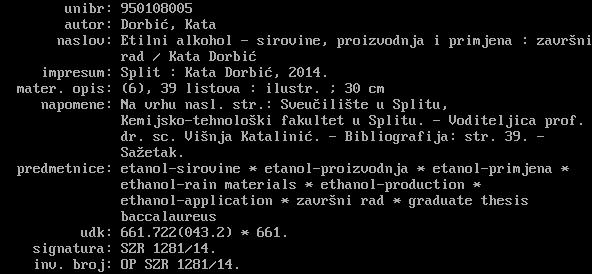 unibr: 950108005
autor: Dorbić, Kata
naslov: Etilni alkohol - sirovine, proizvodnja i primjena : završni
rad / Kata Dorbić
impresum: Split : Kata Dorbić, 2014.
mater. opis: (6), 39 listova : ilustr. ; 30 cm
napomene: Na vrhu nasl. str.: Sveučilište u Splitu,
Kemijsko-tehnološki fakultet u Splitu. - Voditeljica prof.
dr. sc. Višnja Katalinić. - Bibliografija: str. 39. -
Sažetak.
predmetnice: etanol-sirovine * etanol-proizvodnja * etanol-primjena *
ethanol-rain materials * ethanol-production *
ethanol-application * završni rad * graduate thesis
baccalaureus
udk: 661.722(043.2) * 661.
signatura: SZR 1281/14.
inv. broj: OP SZR 1281/14.